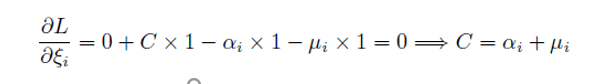 ∂L/∂ξᵢ = 0 + C × 1 − αᵢ × 1 − μᵢ × 1 = 0 ⟹ C = αᵢ + μᵢ